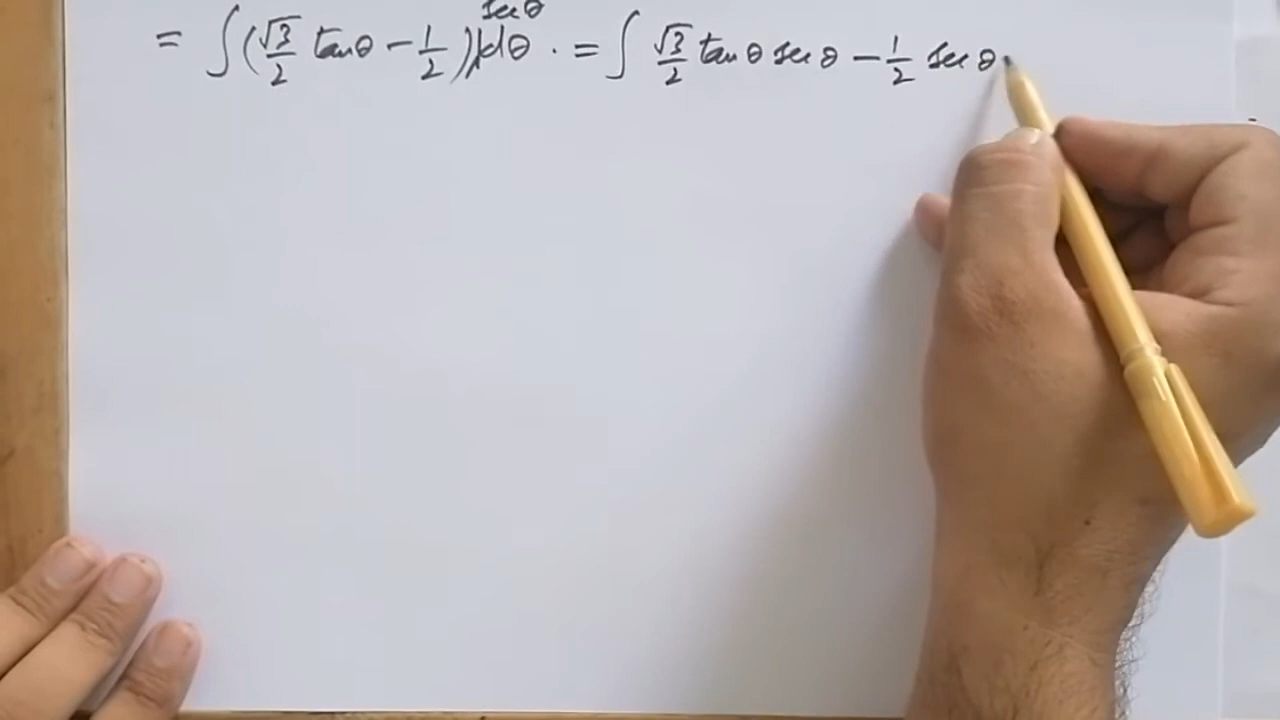 = ∫(√3/2 tanθ − 1/2) secθ dθ · = ∫ √3/2 tanθ secθ − 1/2 secθ